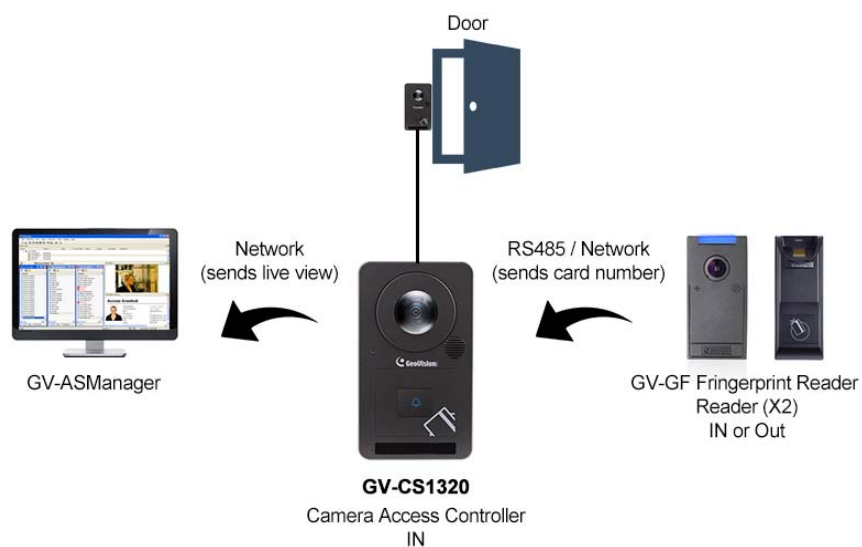 Door
Network
(sends live view)
RS485 / Network
(sends card number)
GeoVision
GV-ASManager
GV-GF Fringerprint Reader
Reader (X2)
IN or Out
GV-CS1320
Camera Access Controller
IN